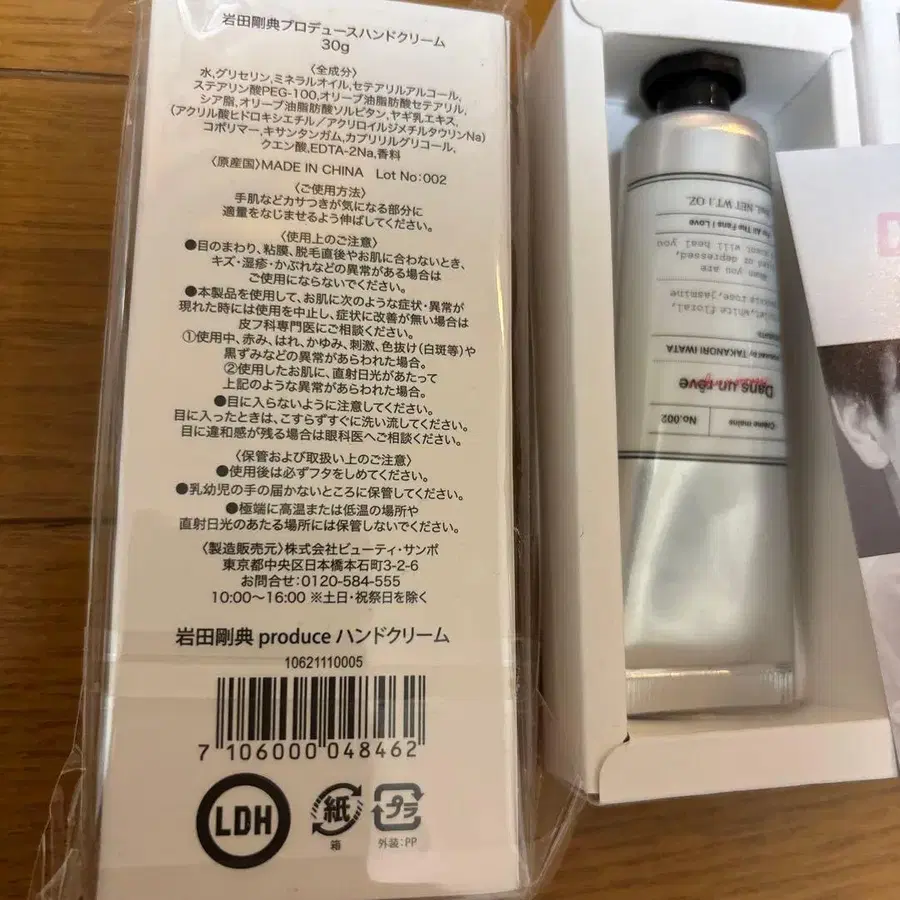 岩田剛典プロデュースハンドクリーム
30g
〈全成分〉
水,グリセリン,ミネラルオイル,セテアリルアルコール,
ステアリン酸PEG-100,オリーブ油脂肪酸セテアリル,
シア脂,オリーブ油脂肪酸ソルビタン,ヤギ乳エキス,
(アクリル酸ヒドロキシエチル/アクリロイルジメチルタウリンNa)
コポリマー,キサンタンガム,カプリリルグリコール,
クエン酸,EDTA-2Na,香料
〈原産国〉MADE IN CHINA Lot No:002
〈ご使用方法〉
手肌などカサつきが気になる部分に
適量をなじませるよう伸ばしてください。
〈使用上のご注意〉
●目のまわり、粘膜、脱毛直後やお肌に合わないとき、
キズ・湿疹・かぶれなどの異常がある場合は
ご使用にならないでください。
●本製品を使用して、お肌に次のような症状・異常が
現れた時には使用を中止し、症状に改善が無い場合は
皮フ科専門医にご相談ください。
①使用中、赤み、はれ、かゆみ、刺激、色抜け(白斑等)や
黒ずみなどの異常があらわれた場合。
②使用したお肌に、直射日光があたって
上記のような異常があらわれた場合。
●目に入らないように注意してください。
目に入ったときは、こすらずすぐに洗い流してください。
目に違和感が残る場合は眼科医へご相談ください。
〈保管および取扱い上のご注意〉
●使用後は必ずフタをしめてください。
●乳幼児の手の届かないところに保管してください。
●極端に高温または低温の場所や
直射日光のあたる場所には保管しないでください。
〈製造販売元〉株式会社ビューティ・サンポ
東京都中央区日本橋本石町3-2-6
お問合せ:0120-584-555
10:00〜16:00 ※土日・祝祭日を除く
岩田剛典 produce ハンドクリーム
10621110005
7 106000 048462
LDH
紙
箱
プラ
外装:PP
Crème mains
No.002
Dans un rêve
Produced by TAKANORI IWATA
white floral,
rose,jasmine
When you are
or depressed,
will heal you
For All The Fans I Love
NET WT.1 OZ.